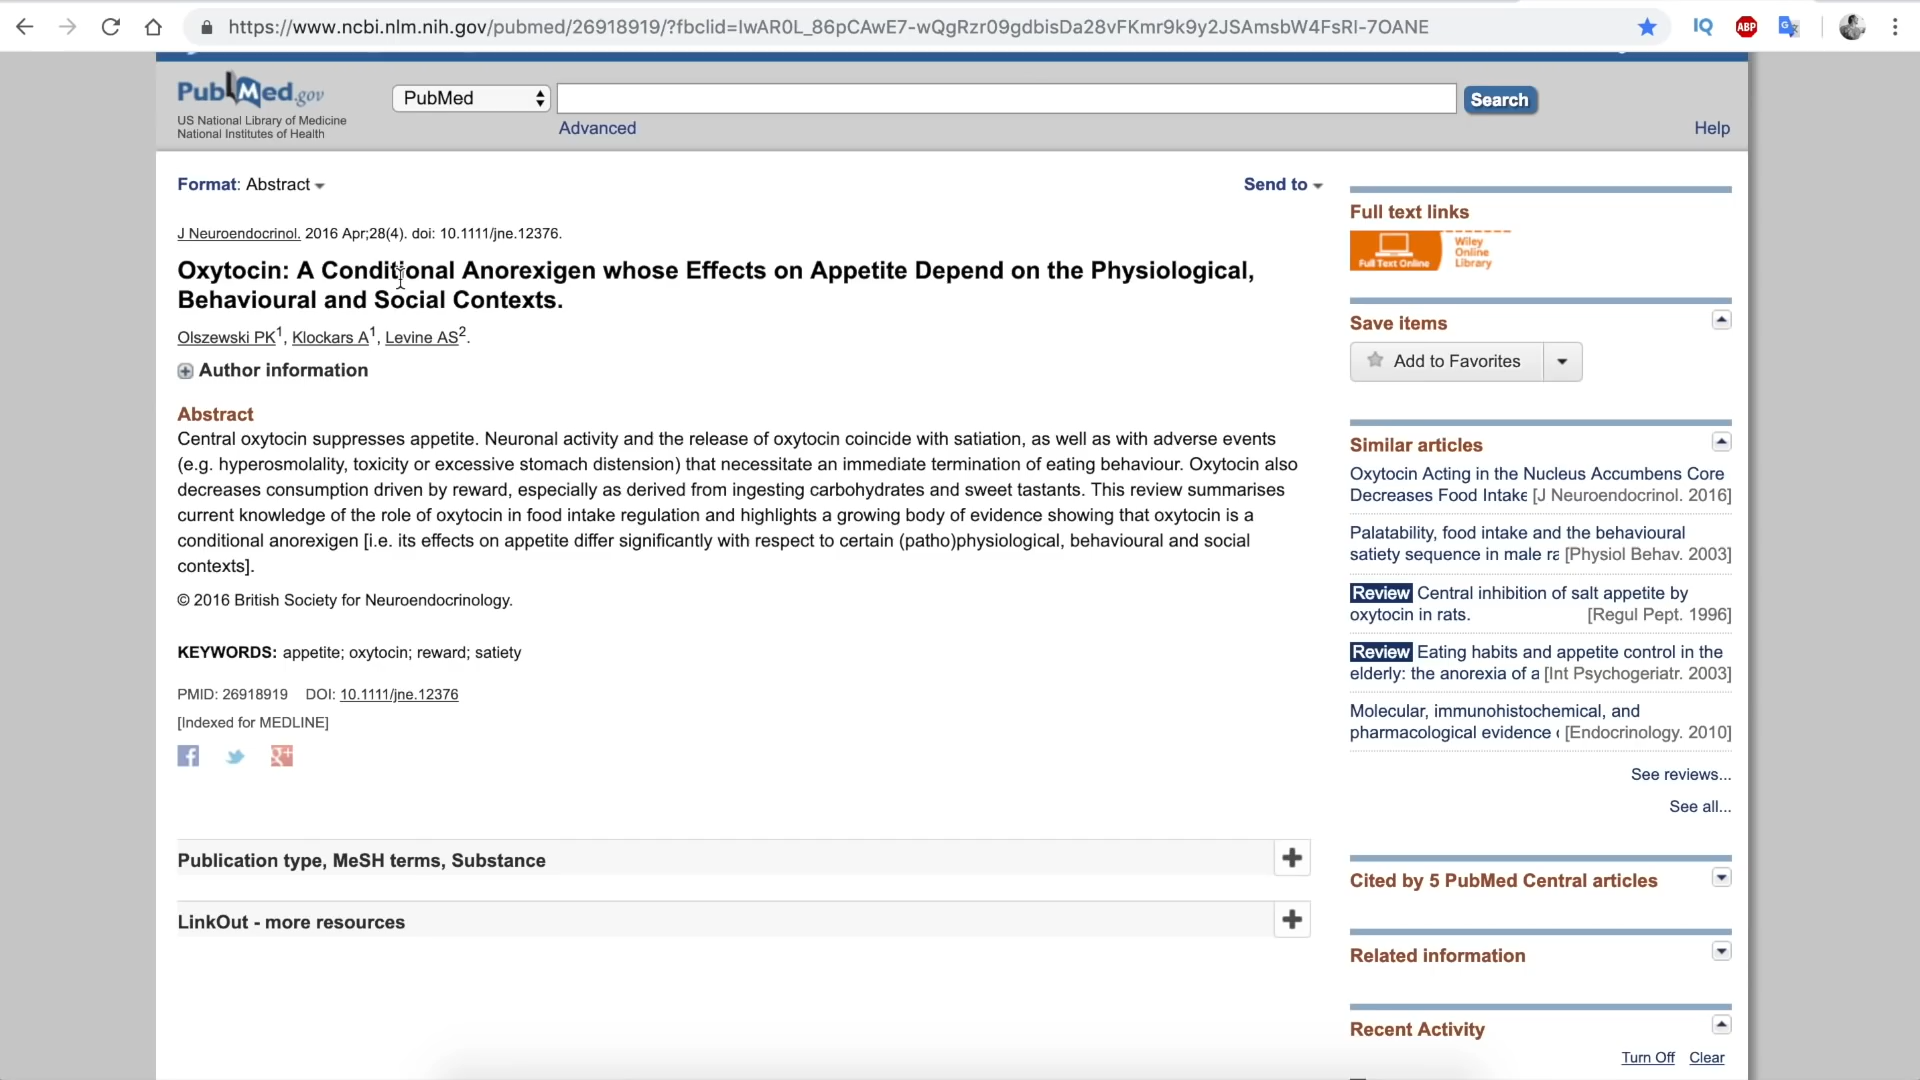 https://www.ncbi.nlm.nih.gov/pubmed/26918919/?fbclid=IwAR0L_86pCAwE7-wQgRzr09gdbisDa28vFKmr9k9y2JSAmsbW4FsRI-7OANE
IQ
ABP
PubMed.gov
US National Library of Medicine
National Institutes of Health
PubMed
Search
Advanced
Help
Format: Abstract
Send to
J Neuroendocrinol. 2016 Apr;28(4). doi: 10.1111/jne.12376.
Oxytocin: A Conditional Anorexigen whose Effects on Appetite Depend on the Physiological,
Behavioural and Social Contexts.
Olszewski PK1, Klockars A1, Levine AS2.
Author information
Abstract
Central oxytocin suppresses appetite. Neuronal activity and the release of oxytocin coincide with satiation, as well as with adverse events
(e.g. hyperosmolality, toxicity or excessive stomach distension) that necessitate an immediate termination of eating behaviour. Oxytocin also
decreases consumption driven by reward, especially as derived from ingesting carbohydrates and sweet tastants. This review summarises
current knowledge of the role of oxytocin in food intake regulation and highlights a growing body of evidence showing that oxytocin is a
conditional anorexigen [i.e. its effects on appetite differ significantly with respect to certain (patho)physiological, behavioural and social
contexts].
© 2016 British Society for Neuroendocrinology.
KEYWORDS: appetite; oxytocin; reward; satiety
PMID: 26918919 DOI: 10.1111/jne.12376
[Indexed for MEDLINE]
Publication type, MeSH terms, Substance
LinkOut - more resources
Full text links
Full Text Online
Wiley
Online
Library
Save items
Add to Favorites
Similar articles
Oxytocin Acting in the Nucleus Accumbens Core
Decreases Food Intake [J Neuroendocrinol. 2016]
Palatability, food intake and the behavioural
satiety sequence in male ra [Physiol Behav. 2003]
Review Central inhibition of salt appetite by
oxytocin in rats. [Regul Pept. 1996]
Review Eating habits and appetite control in the
elderly: the anorexia of a [Int Psychogeriatr. 2003]
Molecular, immunohistochemical, and
pharmacological evidence [Endocrinology. 2010]
See reviews...
See all...
Cited by 5 PubMed Central articles
Related information
Recent Activity
Turn Off Clear